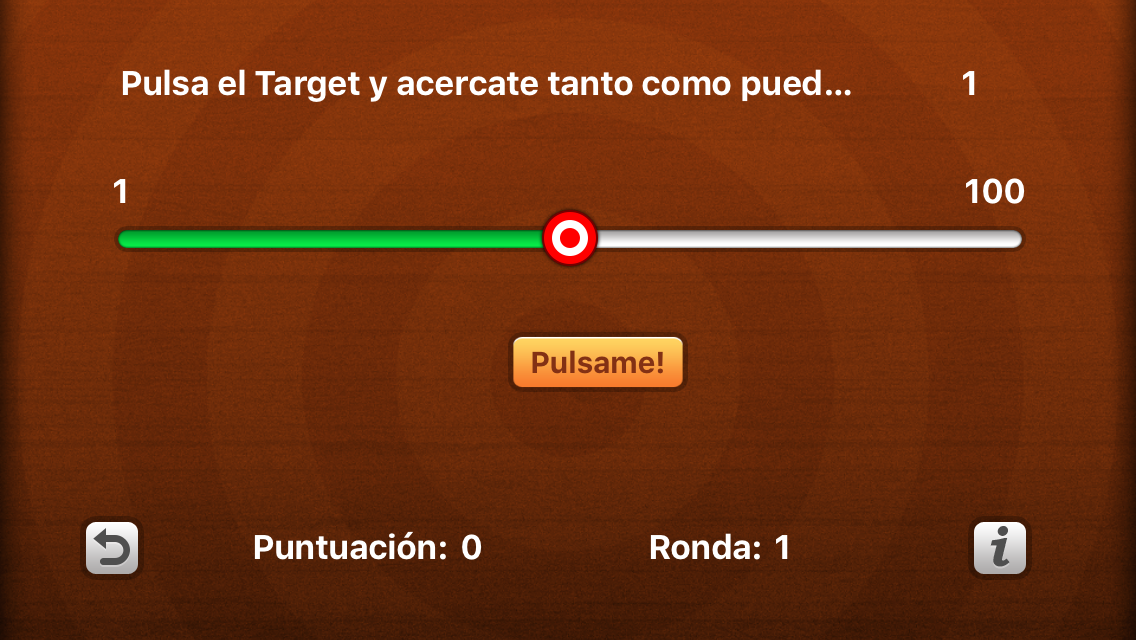 Pulsa el Target y acercate tanto como pued... 1
1 100
Pulsame!
Puntuación: 0 Ronda: 1